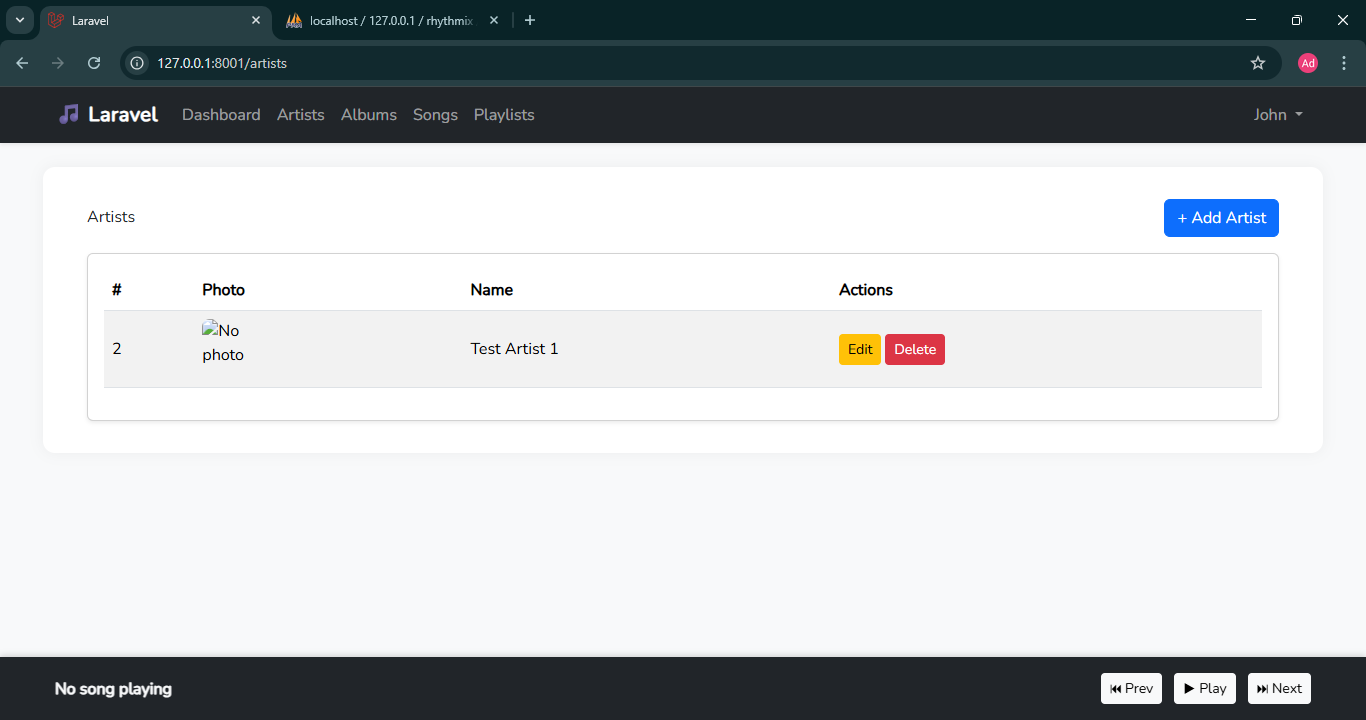 Laravel
localhost / 127.0.0.1 / rhythmix
127.0.0.1:8001/artists
Ad
Laravel Dashboard Artists Albums Songs Playlists John
Artists
+ Add Artist
# Photo Name Actions
2 No photo Test Artist 1 Edit Delete
No song playing
Prev Play Next